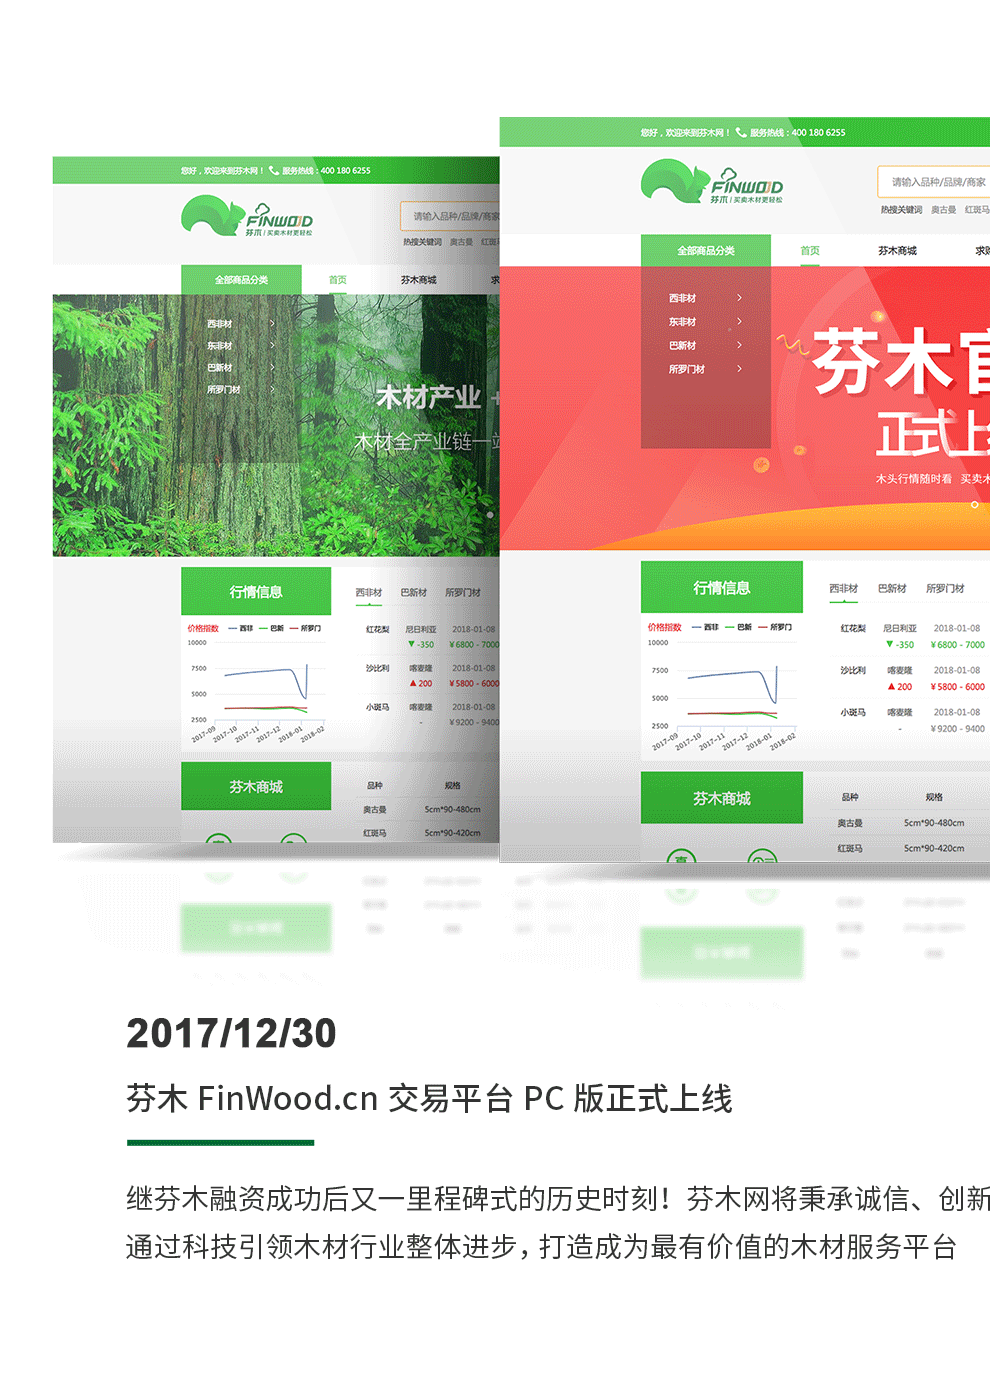 您好，欢迎来到芬木网！ 服务热线：400 180 6255
FINWOOD
芬木 | 买卖木材更轻松
请输入品种/品牌/商家
热搜关键词 奥古曼 红斑
全部商品分类 首页 芬木商城
西非材
东非材
巴新材
所罗门材
木材产业 +
木材全产业链一站
行情信息
西非材 巴新材 所罗门材
价格指数 西非 巴新 所罗门
10000
7500
5000
2500
2017-09 2017-10 2017-11 2017-12 2018-01 2018-02
红花梨 尼日利亚 2018-01-08
▼-350 ¥6800 - 7000
沙比利 喀麦隆 2018-01-08
▲200 ¥5800 - 6000
小斑马 喀麦隆 2018-01-08
- ¥9200 - 9400
芬木商城
品种 规格
奥古曼 5cm*90-480cm
红斑马 5cm*90-420cm
您好，欢迎来到芬木网！ 服务热线：400 180 6255
FINWOOD
芬木 | 买卖木材更轻松
请输入品种/品牌/商家
热搜关键词 奥古曼 红斑马
全部商品分类 首页 芬木商城 求购
西非材
东非材
巴新材
所罗门材
芬木官
正式上
木头行情随时看 买卖木
行情信息
西非材 巴新材 所罗门材
价格指数 西非 巴新 所罗门
10000
7500
5000
2500
2017-09 2017-10 2017-11 2017-12 2018-01 2018-02
红花梨 尼日利亚 2018-01-08
▼-350 ¥6800 - 7000
沙比利 喀麦隆 2018-01-08
▲200 ¥5800 - 6000
小斑马 喀麦隆 2018-01-08
- ¥9200 - 9400
芬木商城
品种 规格
奥古曼 5cm*90-480cm
红斑马 5cm*90-420cm
2017/12/30
芬木 FinWood.cn 交易平台 PC 版正式上线
继芬木融资成功后又一里程碑式的历史时刻！芬木网将秉承诚信、创新
通过科技引领木材行业整体进步，打造成为最有价值的木材服务平台